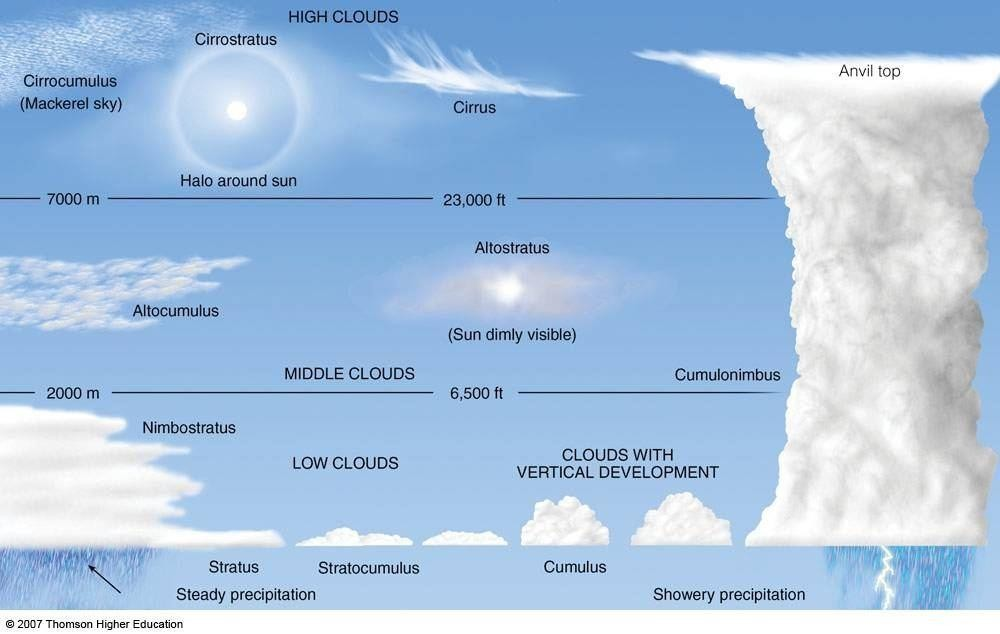 HIGH CLOUDS
Cirrostratus
Cirrocumulus
(Mackerel sky)
Cirrus
Anvil top
Halo around sun
7000 m
23,000 ft
Altostratus
Altocumulus
(Sun dimly visible)
MIDDLE CLOUDS
Cumulonimbus
2000 m
6,500 ft
Nimbostratus
LOW CLOUDS
CLOUDS WITH
VERTICAL DEVELOPMENT
Stratus
Stratocumulus
Cumulus
Steady precipitation
Showery precipitation
© 2007 Thomson Higher Education